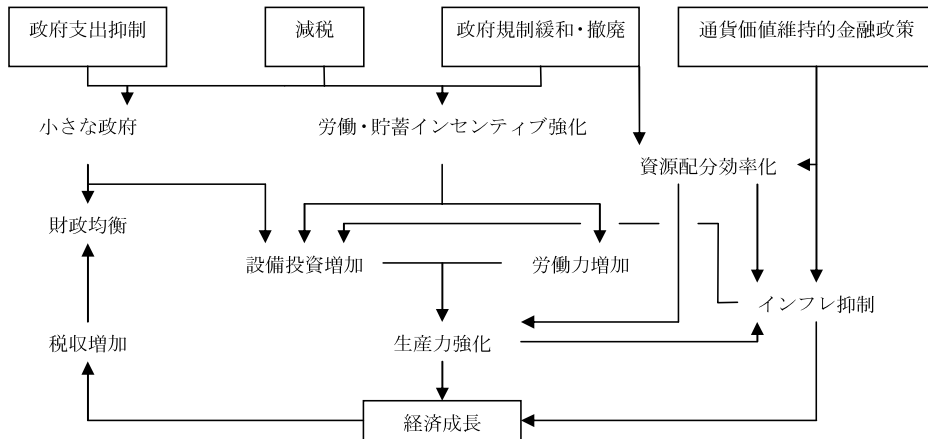 政府支出抑制
減税
政府規制緩和・撤廃
通貨価値維持的金融政策
小さな政府
労働・貯蓄インセンティブ強化
資源配分効率化
財政均衡
設備投資増加
労働力増加
インフレ抑制
税収増加
生産力強化
経済成長